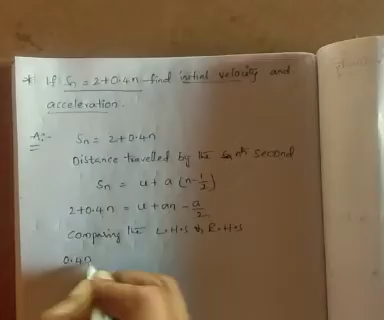 * If Sn = 2+0.4n find initial velocity and
acceleration.
A:-
Sn = 2+0.4n
Distance travelled by the nth second
Sn = u + a (n-1/2)
2+0.4n = u + an - a/2
Comparing the L.H.S & R.H.S
0.4n